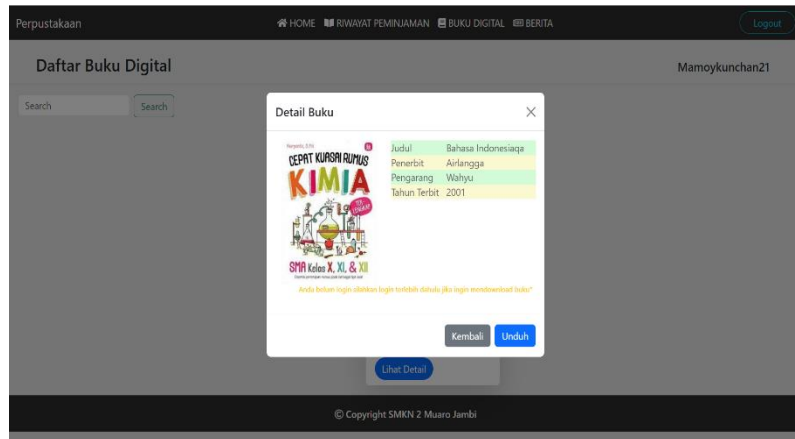 Perpustakaan HOME RIWAYAT PEMINJAMAN BUKU DIGITAL BERITA Logout
Daftar Buku Digital Mamoykunchan21
Search Search
Detail Buku
CEPAT KUASAI RUMUS
KIMIA
SMA Kelas X, XI, & XII
Judul Bahasa Indonesiaqa
Penerbit Airlangga
Pengarang Wahyu
Tahun Terbit 2001
Anda belum login silahkan login terlebih dahulu jika ingin mendownload buku*
Kembali Unduh
Lihat Detail
© Copyright SMKN 2 Muaro Jambi